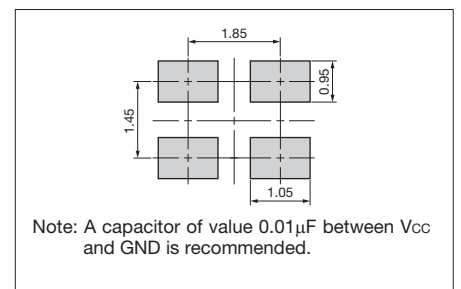 1.85
0.95
1.45
1.05
Note: A capacitor of value 0.01μF between Vcc
and GND is recommended.